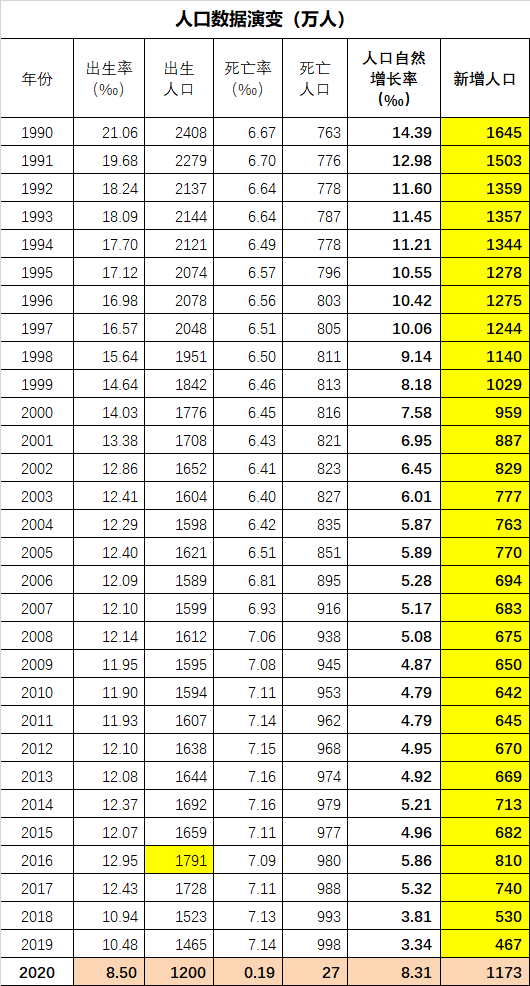 人口数据演变（万人）
年份 出生率（‰） 出生人口 死亡率（‰） 死亡人口 人口自然增长率（‰） 新增人口
1990 21.06 2408 6.67 763 14.39 1645
1991 19.68 2279 6.70 776 12.98 1503
1992 18.24 2137 6.64 778 11.60 1359
1993 18.09 2144 6.64 787 11.45 1357
1994 17.70 2121 6.49 778 11.21 1344
1995 17.12 2074 6.57 796 10.55 1278
1996 16.98 2078 6.56 803 10.42 1275
1997 16.57 2048 6.51 805 10.06 1244
1998 15.64 1951 6.50 811 9.14 1140
1999 14.64 1842 6.46 813 8.18 1029
2000 14.03 1776 6.45 816 7.58 959
2001 13.38 1708 6.43 821 6.95 887
2002 12.86 1652 6.41 823 6.45 829
2003 12.41 1604 6.40 827 6.01 777
2004 12.29 1598 6.42 835 5.87 763
2005 12.40 1621 6.51 851 5.89 770
2006 12.09 1589 6.81 895 5.28 694
2007 12.10 1599 6.93 916 5.17 683
2008 12.14 1612 7.06 938 5.08 675
2009 11.95 1595 7.08 945 4.87 650
2010 11.90 1594 7.11 953 4.79 642
2011 11.93 1607 7.14 962 4.79 645
2012 12.10 1638 7.15 968 4.95 670
2013 12.08 1644 7.16 974 4.92 669
2014 12.37 1692 7.16 979 5.21 713
2015 12.07 1659 7.11 977 4.96 682
2016 12.95 1791 7.09 980 5.86 810
2017 12.43 1728 7.11 988 5.32 740
2018 10.94 1523 7.13 993 3.81 530
2019 10.48 1465 7.14 998 3.34 467
2020 8.50 1200 0.19 27 8.31 1173